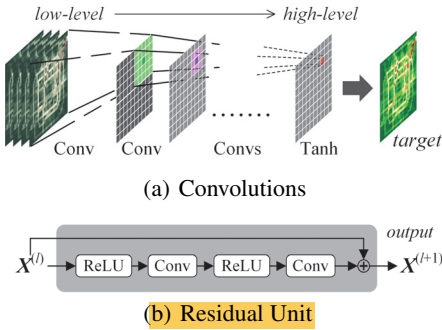 low-level high-level
Conv Conv Convs Tanh target
.......
(a) Convolutions
output
X(l) ReLU Conv ReLU Conv + X(l+1)
(b) Residual Unit